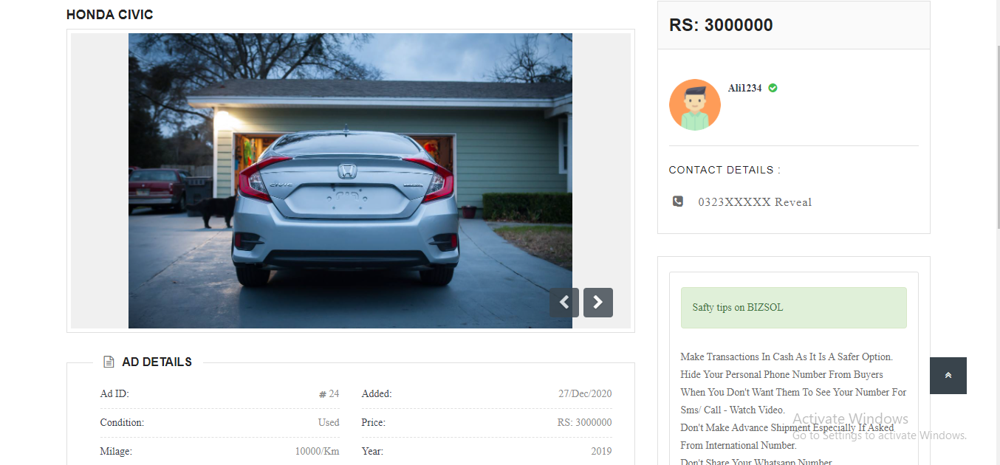 HONDA CIVIC
CIVIC
RS: 3000000
Ali1234
CONTACT DETAILS :
0323XXXXX Reveal
AD DETAILS
Ad ID: # 24 Added: 27/Dec/2020
Condition: Used Price: RS: 3000000
Milage: 10000/Km Year: 2019
Safty tips on BIZSOL
Make Transactions In Cash As It Is A Safer Option.
Hide Your Personal Phone Number From Buyers
When You Don't Want Them To See Your Number For
Sms/ Call - Watch Video.
Don't Make Advance Shipment Especially If Asked
From International Number.
Don't Share Your Whatsapp Number
Activate Windows
Go to Settings to activate Windows.